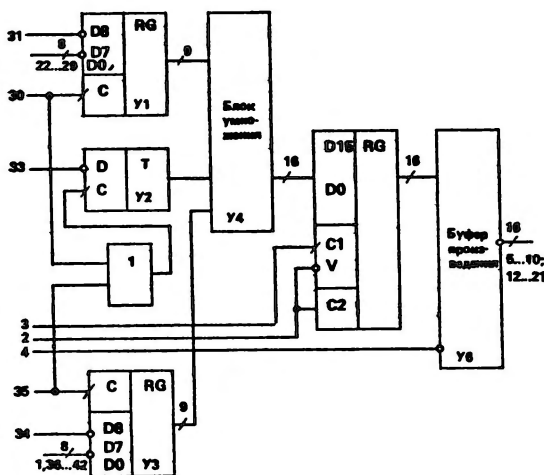 31
8
22...29
30
D8 RG
D7
D0
C
У1
9
33
D T
C
У2
1
3
2
4
35
34
8
1,36...42
C RG
D8
D7
D0
У3
9
Блок
умно-
жения
У4
16
D15 RG
D0
C1
V
C2
16
Буфер
произ-
ведения
У6
16
5...10;
12...21